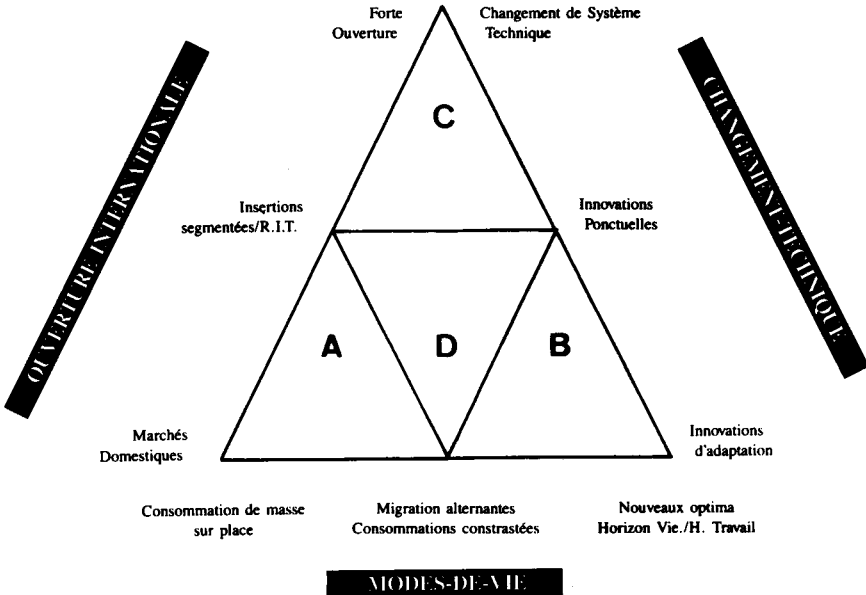 Forte
Ouverture
Changement de Système
Technique
OUVERTURE INTERNATIONALE
CHANGEMENT-TECHNIQUE
C
Insertions
segmentées/R.I.T.
Innovations
Ponctuelles
A
D
B
Marchés
Domestiques
Innovations
d'adaptation
Consommation de masse
sur place
Migration alternantes
Consommations constrastées
Nouveaux optima
Horizon Vie./H. Travail
MODES-DE-VIE